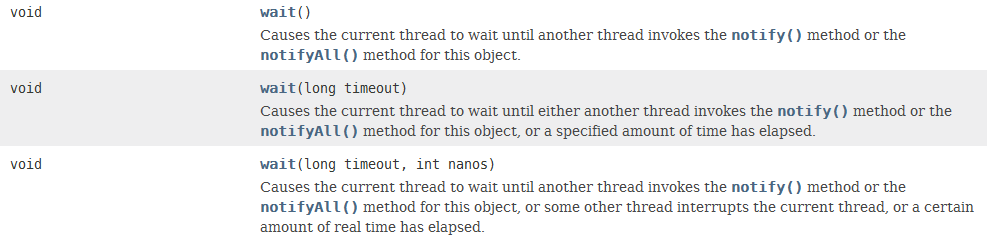 void wait()
Causes the current thread to wait until another thread invokes the notify() method or the
notifyAll() method for this object.
void wait(long timeout)
Causes the current thread to wait until either another thread invokes the notify() method or the
notifyAll() method for this object, or a specified amount of time has elapsed.
void wait(long timeout, int nanos)
Causes the current thread to wait until another thread invokes the notify() method or the
notifyAll() method for this object, or some other thread interrupts the current thread, or a certain
amount of real time has elapsed.